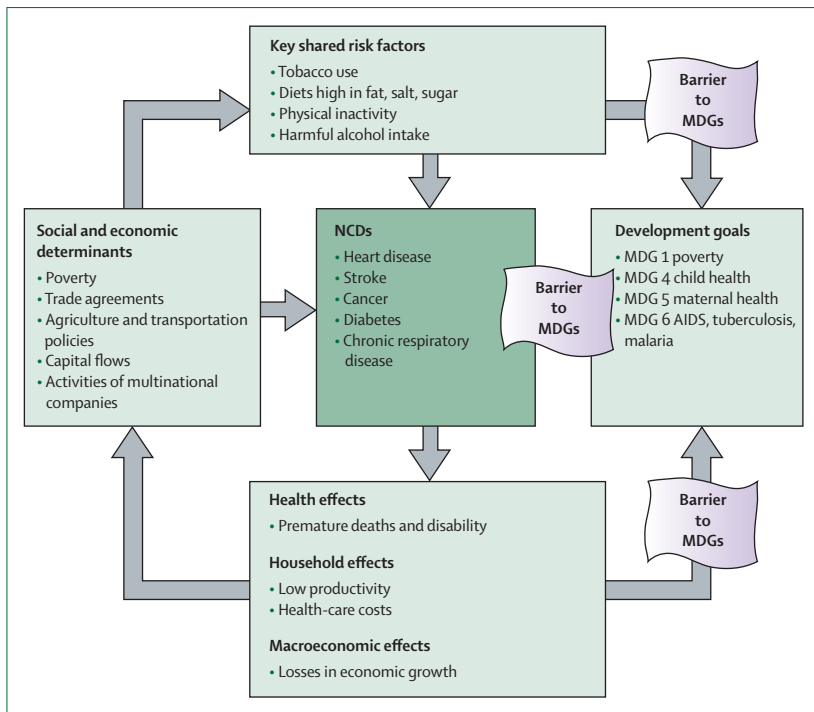 Key shared risk factors
• Tobacco use
• Diets high in fat, salt, sugar
• Physical inactivity
• Harmful alcohol intake
Barrier
to
MDGs
Social and economic
determinants
• Poverty
• Trade agreements
• Agriculture and transportation
policies
• Capital flows
• Activities of multinational
companies
NCDs
• Heart disease
• Stroke
• Cancer
• Diabetes
• Chronic respiratory
disease
Barrier
to
MDGs
Development goals
• MDG 1 poverty
• MDG 4 child health
• MDG 5 maternal health
• MDG 6 AIDS, tuberculosis,
malaria
Health effects
• Premature deaths and disability
Household effects
• Low productivity
• Health-care costs
Macroeconomic effects
• Losses in economic growth
Barrier
to
MDGs